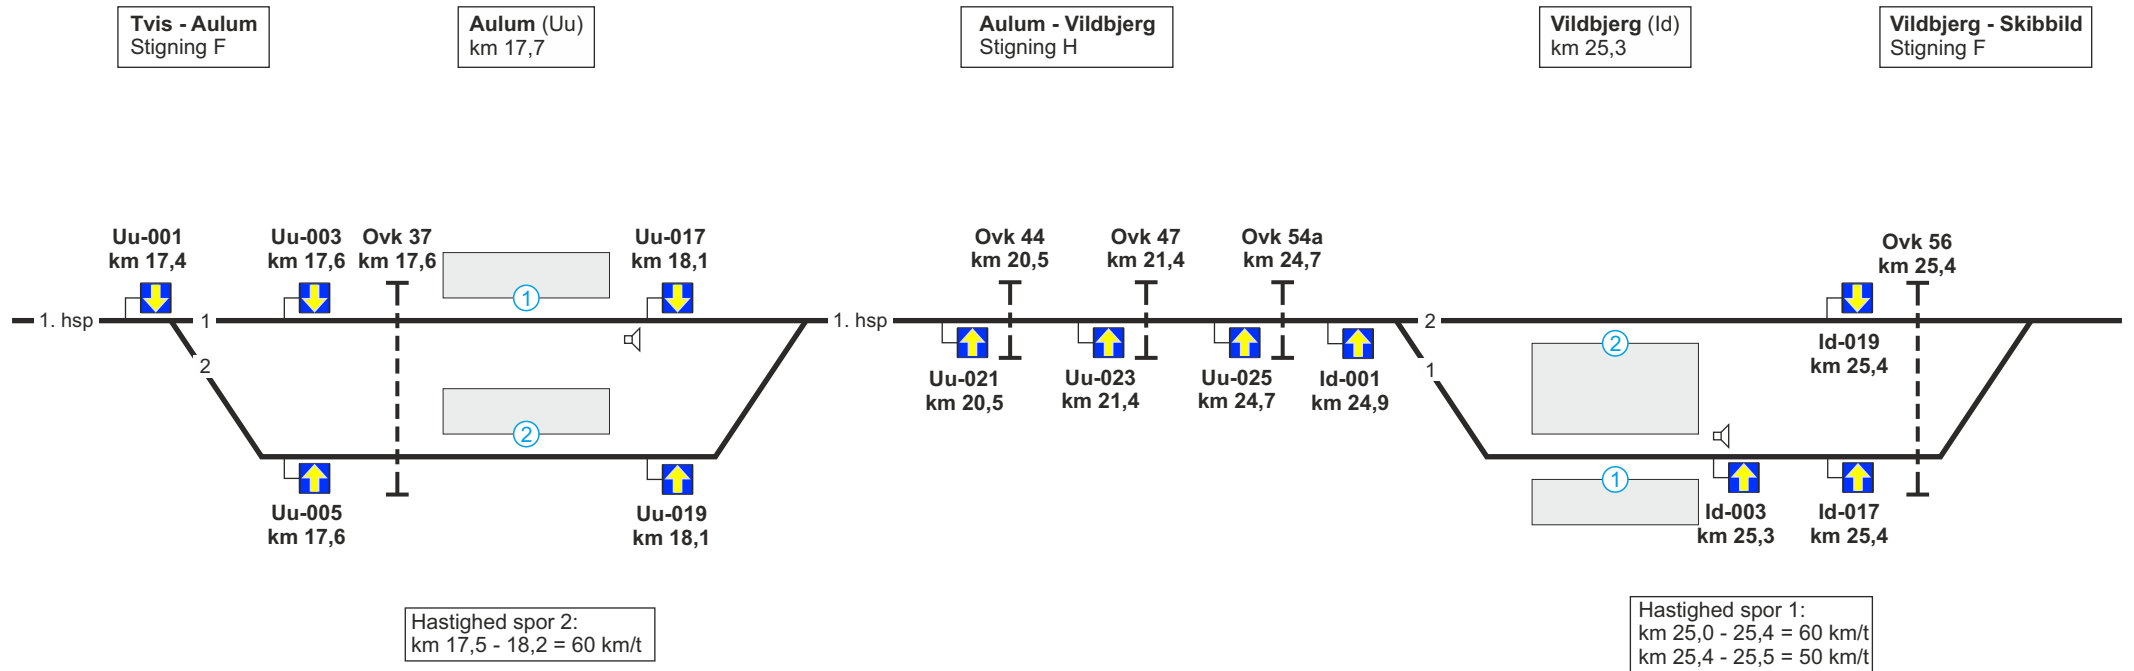 Tvis - Aulum
Stigning F
Aulum (Uu)
km 17,7
Aulum - Vildbjerg
Stigning H
Vildbjerg (Id)
km 25,3
Vildbjerg - Skibbild
Stigning F
Uu-001
km 17,4
Uu-003
km 17,6
Ovk 37
km 17,6
Uu-017
km 18,1
Ovk 44
km 20,5
Ovk 47
km 21,4
Ovk 54a
km 24,7
Ovk 56
km 25,4
1
1. hsp
1
1. hsp
2
2
2
1
Id-019
km 25,4
Uu-021
km 20,5
Uu-023
km 21,4
Uu-025
km 24,7
Id-001
km 24,9
2
1
Uu-005
km 17,6
Uu-019
km 18,1
Id-003
km 25,3
Id-017
km 25,4
Hastighed spor 2:
km 17,5 - 18,2 = 60 km/t
Hastighed spor 1:
km 25,0 - 25,4 = 60 km/t
km 25,4 - 25,5 = 50 km/t